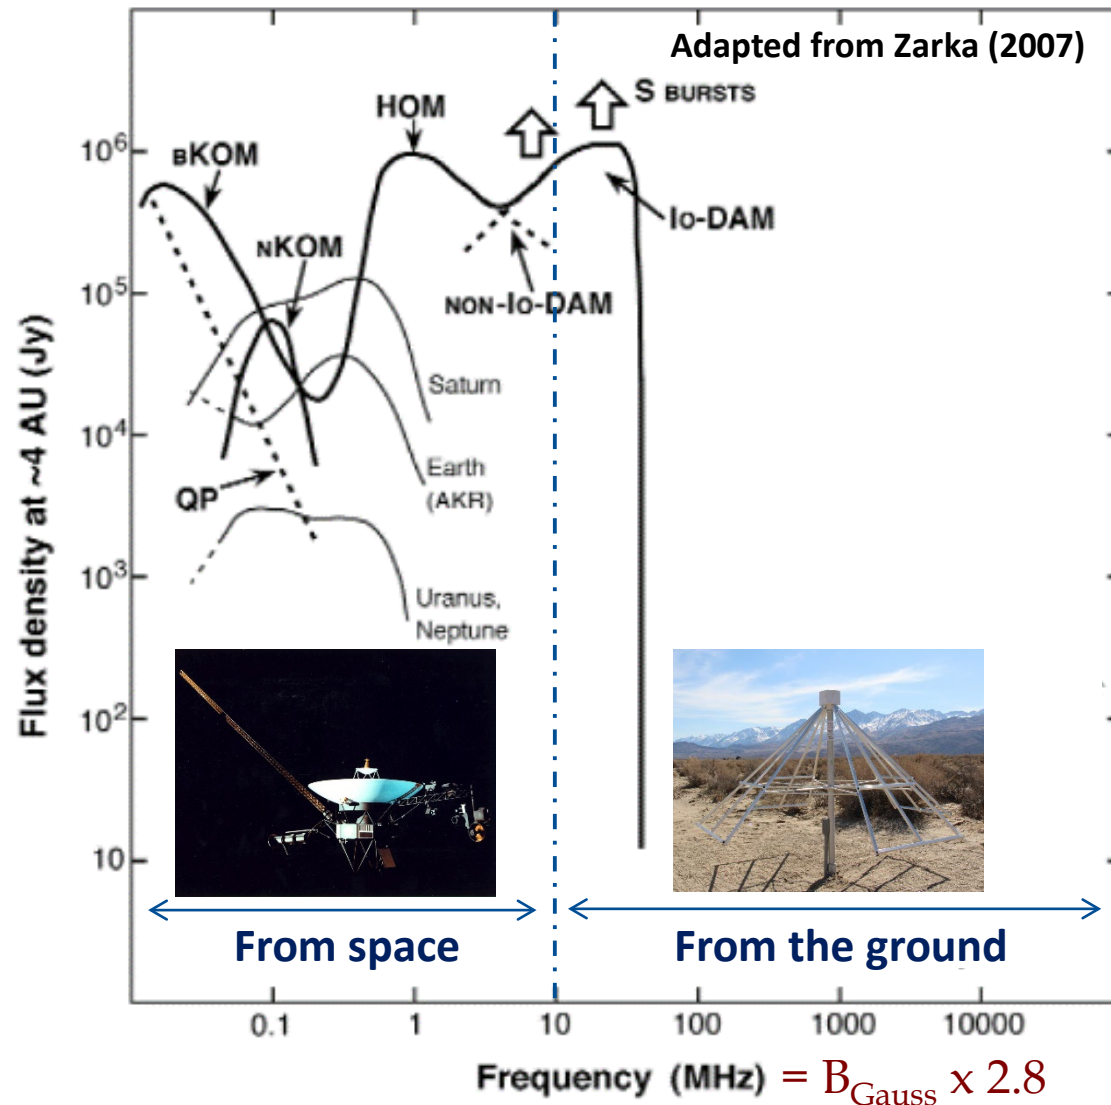 Adapted from Zarka (2007)
S BURSTS
HOM
BKOM
NKOM
Io-DAM
NON-Io-DAM
Saturn
Earth
(AKR)
QP
Uranus,
Neptune
Flux density at ~4 AU (Jy)
10⁶
10⁵
10⁴
10³
10²
10
From space
From the ground
0.1
1
10
100
1000
10000
Frequency (MHz) = B_Gauss x 2.8